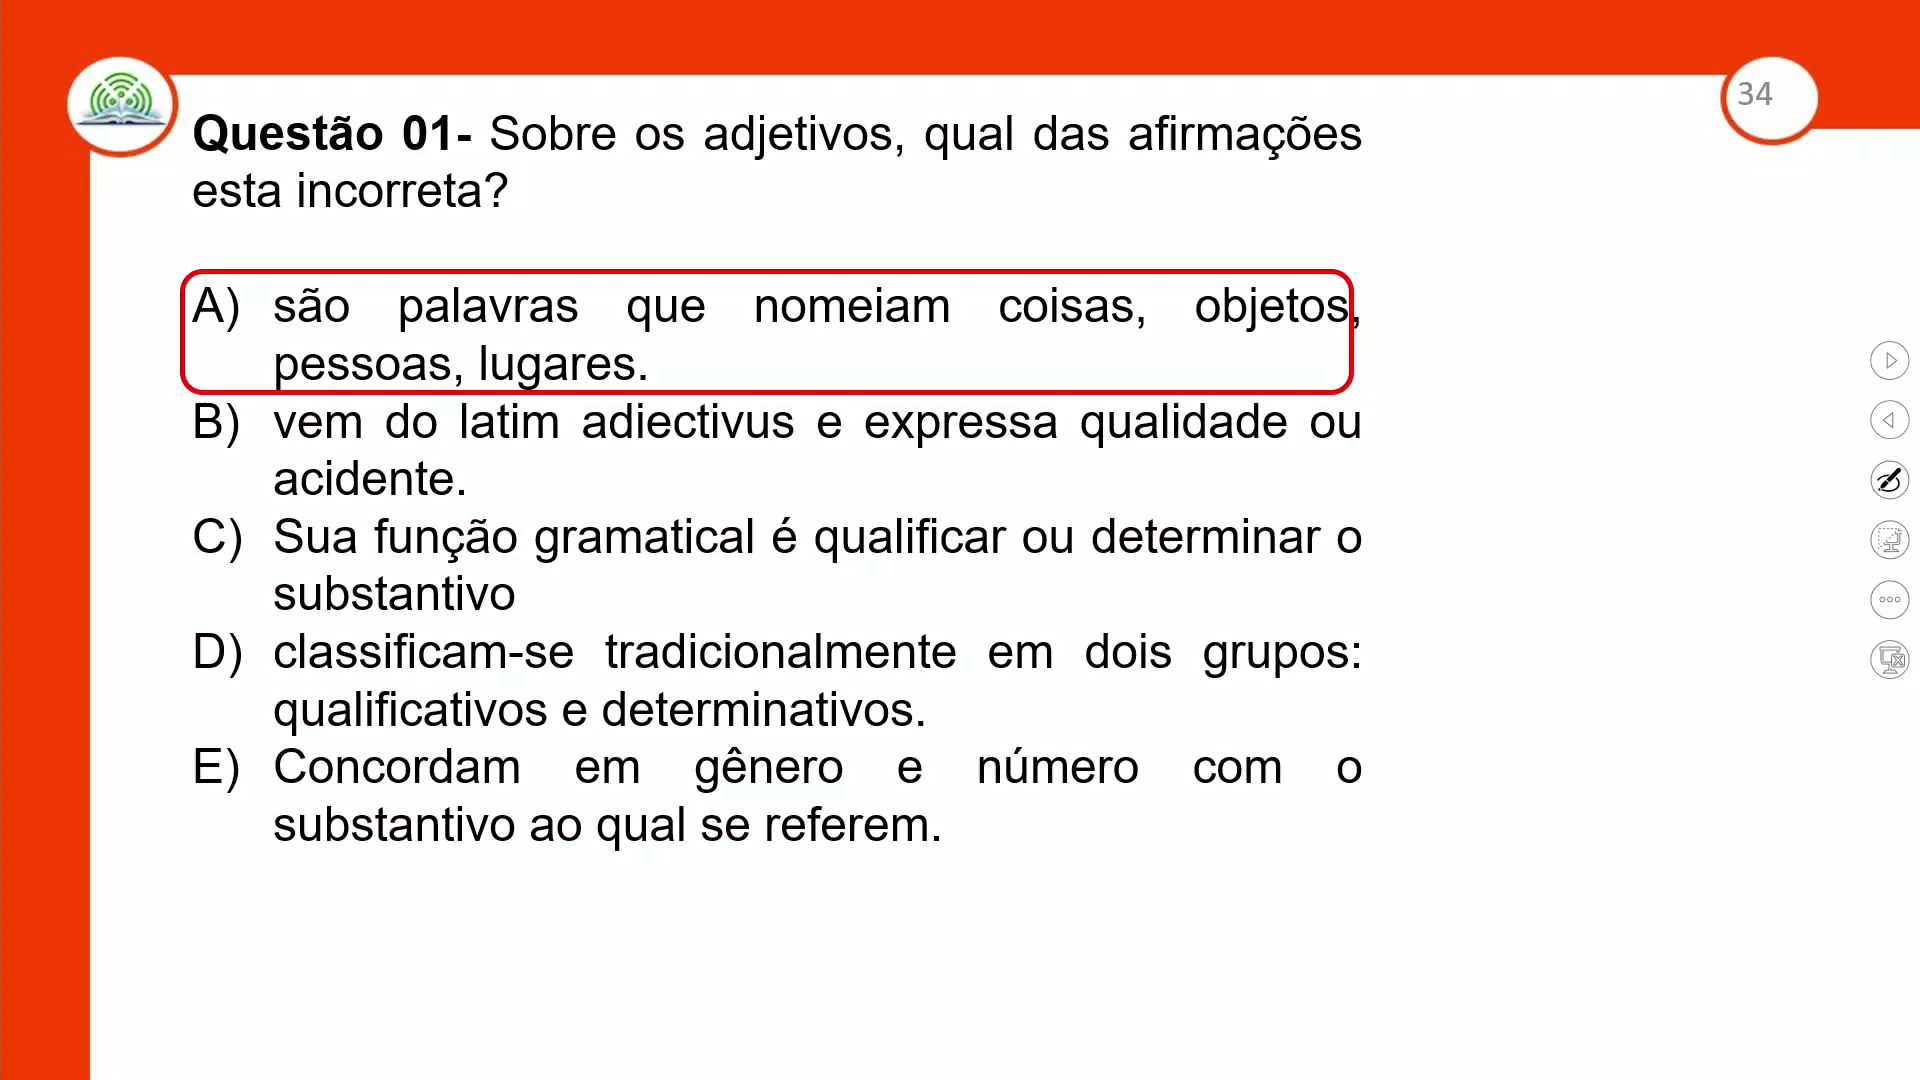 34
Questão 01- Sobre os adjetivos, qual das afirmações
esta incorreta?
A) são palavras que nomeiam coisas, objetos,
pessoas, lugares.
B) vem do latim adiectivus e expressa qualidade ou
acidente.
C) Sua função gramatical é qualificar ou determinar o
substantivo
D) classificam-se tradicionalmente em dois grupos:
qualificativos e determinativos.
E) Concordam em gênero e número com o
substantivo ao qual se referem.